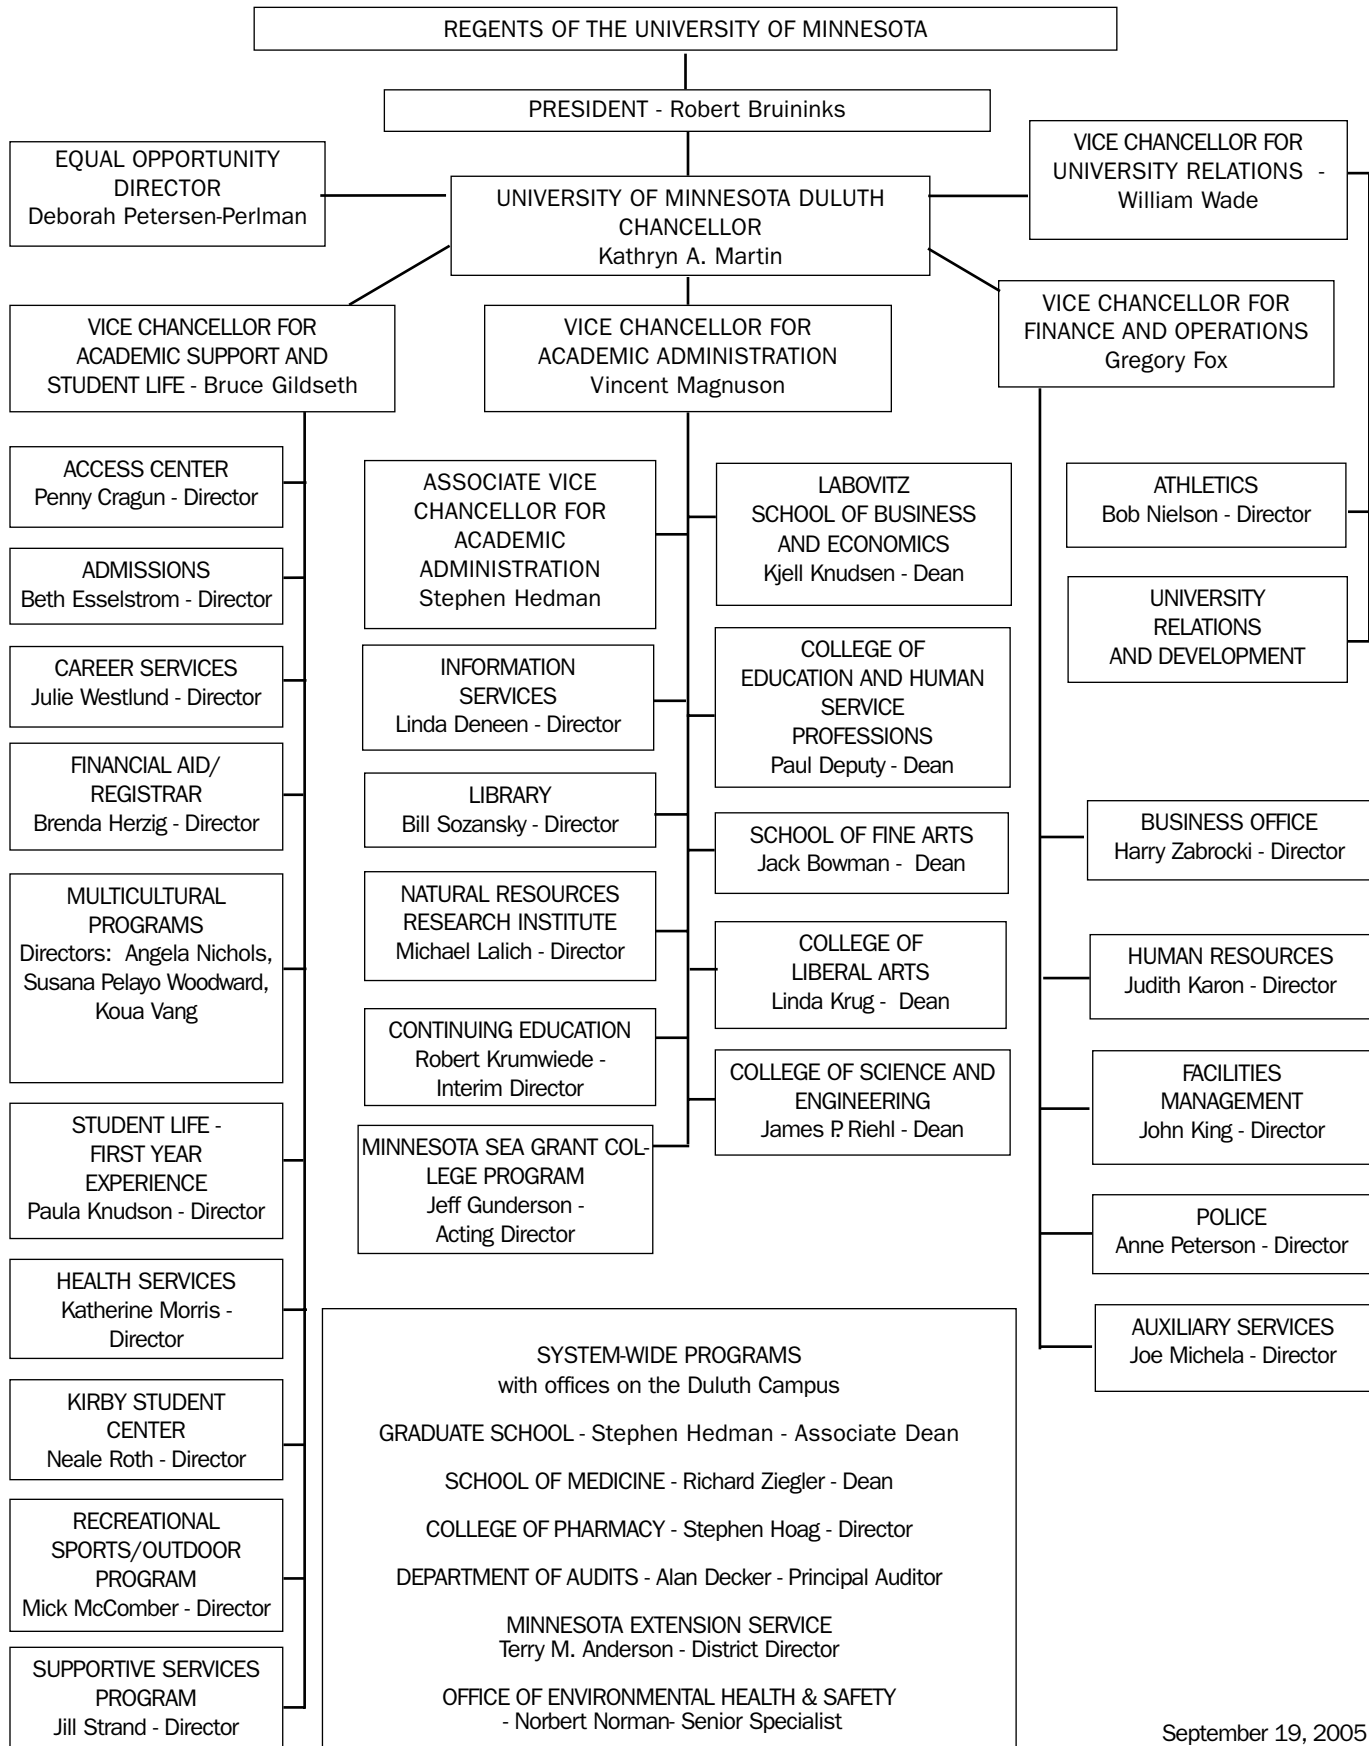 REGENTS OF THE UNIVERSITY OF MINNESOTA
PRESIDENT - Robert Bruininks
EQUAL OPPORTUNITY
DIRECTOR
Deborah Petersen-Perlman
UNIVERSITY OF MINNESOTA DULUTH
CHANCELLOR
Kathryn A. Martin
VICE CHANCELLOR FOR
UNIVERSITY RELATIONS -
William Wade
VICE CHANCELLOR FOR
ACADEMIC SUPPORT AND
STUDENT LIFE - Bruce Gildseth
VICE CHANCELLOR FOR
ACADEMIC ADMINISTRATION
Vincent Magnuson
VICE CHANCELLOR FOR
FINANCE AND OPERATIONS
Gregory Fox
ACCESS CENTER
Penny Cragun - Director
ADMISSIONS
Beth Esselstrom - Director
CAREER SERVICES
Julie Westlund - Director
FINANCIAL AID/
REGISTRAR
Brenda Herzig - Director
MULTICULTURAL
PROGRAMS
Directors: Angela Nichols,
Susana Pelayo Woodward,
Koua Vang
STUDENT LIFE -
FIRST YEAR
EXPERIENCE
Paula Knudson - Director
HEALTH SERVICES
Katherine Morris -
Director
KIRBY STUDENT
CENTER
Neale Roth - Director
RECREATIONAL
SPORTS/OUTDOOR
PROGRAM
Mick McComber - Director
SUPPORTIVE SERVICES
PROGRAM
Jill Strand - Director
ASSOCIATE VICE
CHANCELLOR FOR
ACADEMIC
ADMINISTRATION
Stephen Hedman
INFORMATION
SERVICES
Linda Deneen - Director
LIBRARY
Bill Sozansky - Director
NATURAL RESOURCES
RESEARCH INSTITUTE
Michael Lalich - Director
CONTINUING EDUCATION
Robert Krumwiede -
Interim Director
MINNESOTA SEA GRANT COL-
LEGE PROGRAM
Jeff Gunderson -
Acting Director
LABOVITZ
SCHOOL OF BUSINESS
AND ECONOMICS
Kjell Knudsen - Dean
COLLEGE OF
EDUCATION AND HUMAN
SERVICE
PROFESSIONS
Paul Deputy - Dean
SCHOOL OF FINE ARTS
Jack Bowman - Dean
COLLEGE OF
LIBERAL ARTS
Linda Krug - Dean
COLLEGE OF SCIENCE AND
ENGINEERING
James P. Riehl - Dean
ATHLETICS
Bob Nielson - Director
UNIVERSITY
RELATIONS
AND DEVELOPMENT
BUSINESS OFFICE
Harry Zabrocki - Director
HUMAN RESOURCES
Judith Karon - Director
FACILITIES
MANAGEMENT
John King - Director
POLICE
Anne Peterson - Director
AUXILIARY SERVICES
Joe Michela - Director
SYSTEM-WIDE PROGRAMS
with offices on the Duluth Campus
GRADUATE SCHOOL - Stephen Hedman - Associate Dean
SCHOOL OF MEDICINE - Richard Ziegler - Dean
COLLEGE OF PHARMACY - Stephen Hoag - Director
DEPARTMENT OF AUDITS - Alan Decker - Principal Auditor
MINNESOTA EXTENSION SERVICE
Terry M. Anderson - District Director
OFFICE OF ENVIRONMENTAL HEALTH & SAFETY
- Norbert Norman- Senior Specialist
September 19, 2005